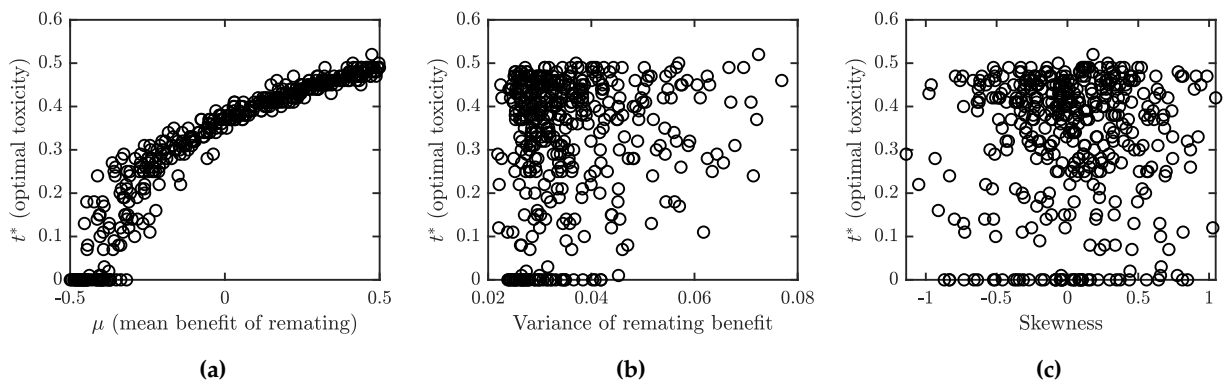 0.6
0.5
0.4
0.3
0.2
0.1
0
t* (optimal toxicity)
-0.5 0 0.5
μ (mean benefit of remating)
(a)
0.6
0.5
0.4
0.3
0.2
0.1
0
t* (optimal toxicity)
0.02 0.04 0.06 0.08
Variance of remating benefit
(b)
0.6
0.5
0.4
0.3
0.2
0.1
0
t* (optimal toxicity)
-1 -0.5 0 0.5 1
Skewness
(c)